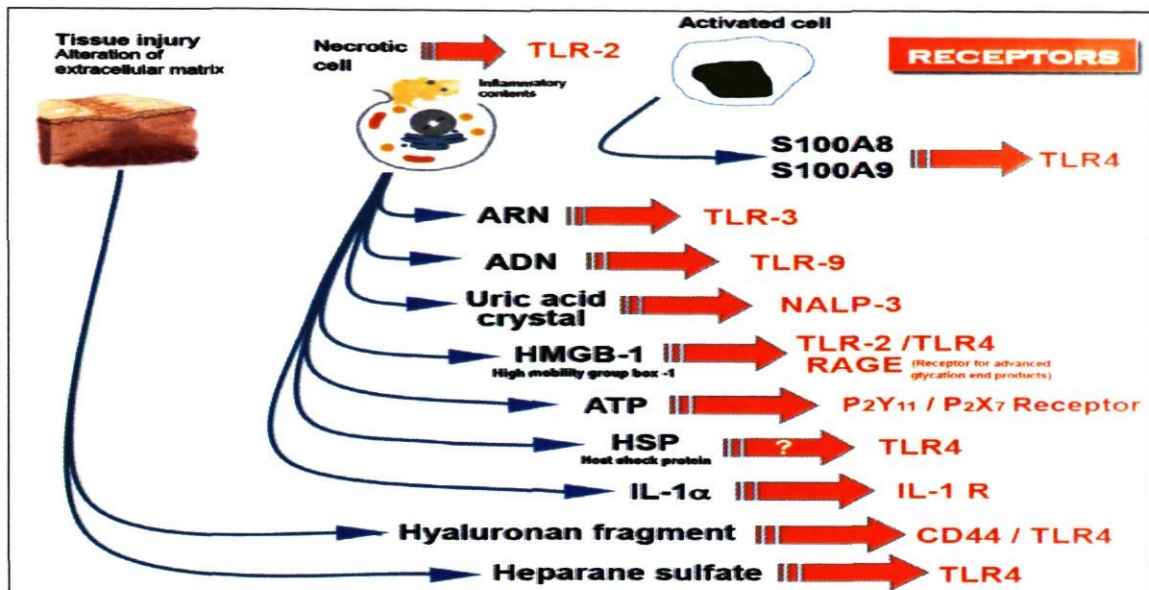 Tissue injury
Alteration of
extracellular matrix
Necrotic
cell
TLR-2
Inflammatory
contents
Activated cell
RECEPTORS
S100A8
S100A9
TLR4
ARN
TLR-3
ADN
TLR-9
Uric acid
crystal
NALP-3
HMGB-1
High mobility group box -1
TLR-2 /TLR4
RAGE (Receptor for advanced
glycation end products)
ATP
P2Y11 / P2X7 Receptor
HSP
Heat shock protein
?
TLR4
IL-1α
IL-1 R
Hyaluronan fragment
CD44 / TLR4
Heparane sulfate
TLR4